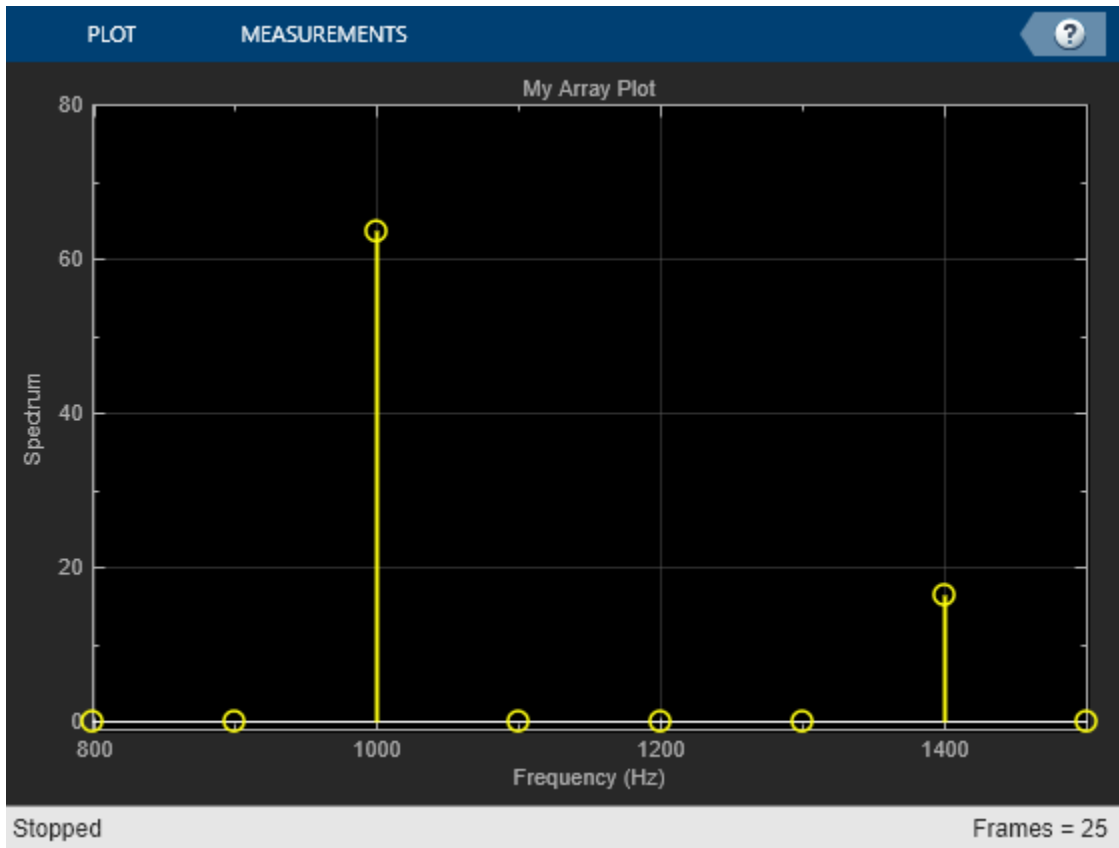 PLOT MEASUREMENTS ?
My Array Plot
80
60
40
20
0
Spectrum
800 1000 1200 1400
Frequency (Hz)
Stopped Frames = 25